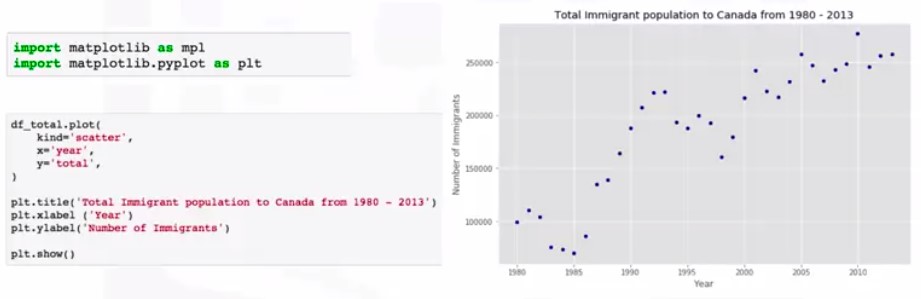 import matplotlib as mpl
import matplotlib.pyplot as plt
df_total.plot(
    kind='scatter',
    x='year',
    y='total',
)
plt.title('Total Immigrant population to Canada from 1980 - 2013')
plt.xlabel ('Year')
plt.ylabel('Number of Immigrants')
plt.show()
Total Immigrant population to Canada from 1980 - 2013
Number of Immigrants
250000
200000
150000
100000
1980 1985 1990 1995 2000 2005 2010
Year